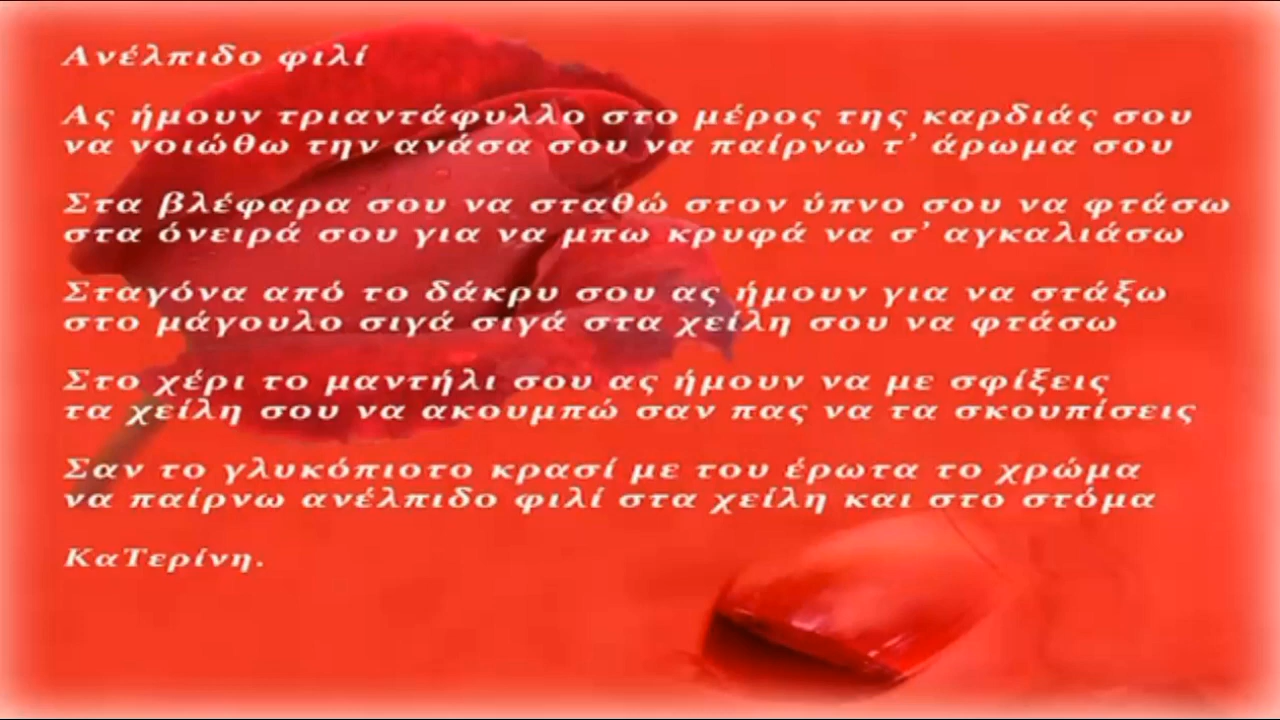 Ανέλπιδο φιλί
Ας ήμουν τριαντάφυλλο στο μέρος της καρδιάς σου
να νοιώθω την ανάσα σου να παίρνω τ’ άρωμα σου
Στα βλέφαρα σου να σταθώ στον ύπνο σου να φτάσω
στα όνειρά σου για να μπω κρυφά να σ’ αγκαλιάσω
Σταγόνα από το δάκρυ σου ας ήμουν για να στάξω
στο μάγουλο σιγά σιγά στα χείλη σου να φτάσω
Στο χέρι το μαντήλι σου ας ήμουν να με σφίξεις
τα χείλη σου να ακουμπώ σαν πας να τα σκουπίσεις
Σαν το γλυκόπιοτο κρασί με του έρωτα το χρώμα
να παίρνω ανέλπιδο φιλί στα χείλη και στο στόμα
ΚαΤερίνη.